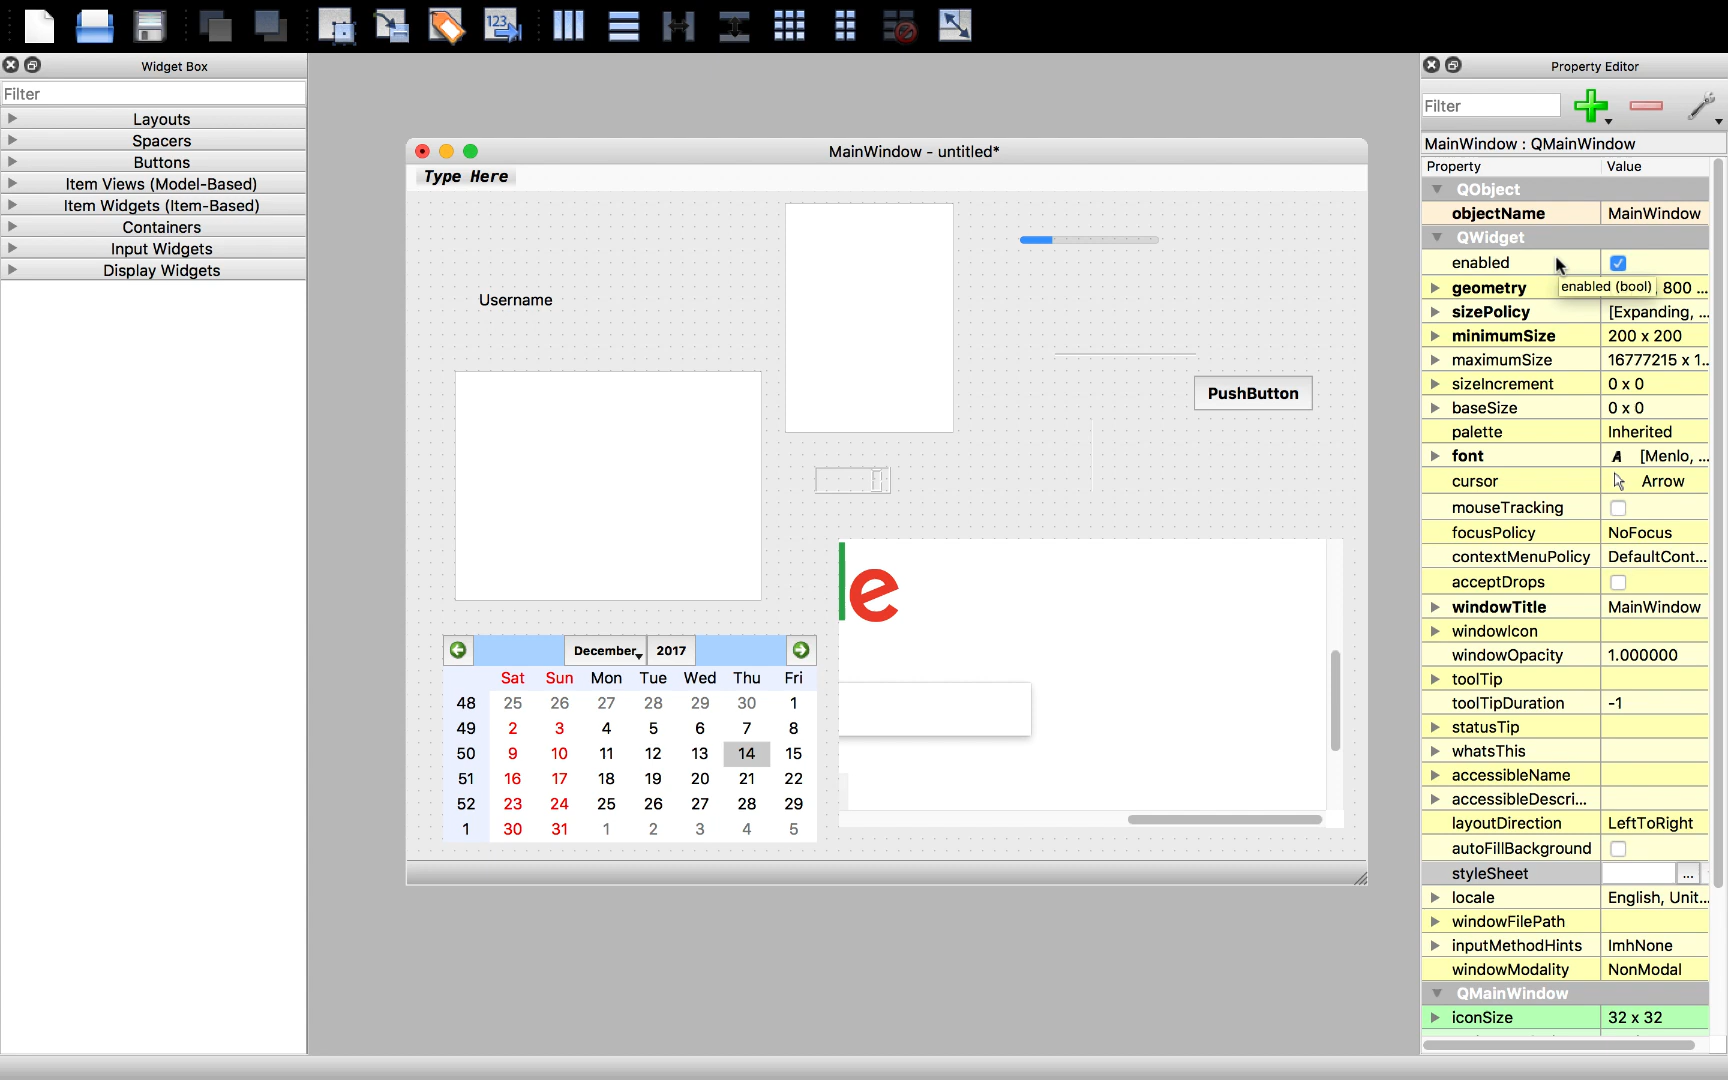 123
Widget Box
Filter
Layouts
Spacers
Buttons
Item Views (Model-Based)
Item Widgets (Item-Based)
Containers
Input Widgets
Display Widgets
MainWindow - untitled*
Type Here
Username
PushButton
0
e
December 2017
Sat Sun Mon Tue Wed Thu Fri
48 25 26 27 28 29 30 1
49 2 3 4 5 6 7 8
50 9 10 11 12 13 14 15
51 16 17 18 19 20 21 22
52 23 24 25 26 27 28 29
1 30 31 1 2 3 4 5
Property Editor
Filter
MainWindow : QMainWindow
Property Value
QObject
objectName MainWindow
QWidget
enabled
enabled (bool)
geometry , 800 ...
sizePolicy [Expanding, ...
minimumSize 200 x 200
maximumSize 16777215 x 1...
sizeIncrement 0 x 0
baseSize 0 x 0
palette Inherited
font A [Menlo, ...
cursor Arrow
mouseTracking
focusPolicy NoFocus
contextMenuPolicy DefaultCont...
acceptDrops
windowTitle MainWindow
windowIcon
windowOpacity 1.000000
toolTip
toolTipDuration -1
statusTip
whatsThis
accessibleName
accessibleDescri...
layoutDirection LeftToRight
autoFillBackground
styleSheet ...
locale English, Unit...
windowFilePath
inputMethodHints ImhNone
windowModality NonModal
QMainWindow
iconSize 32 x 32